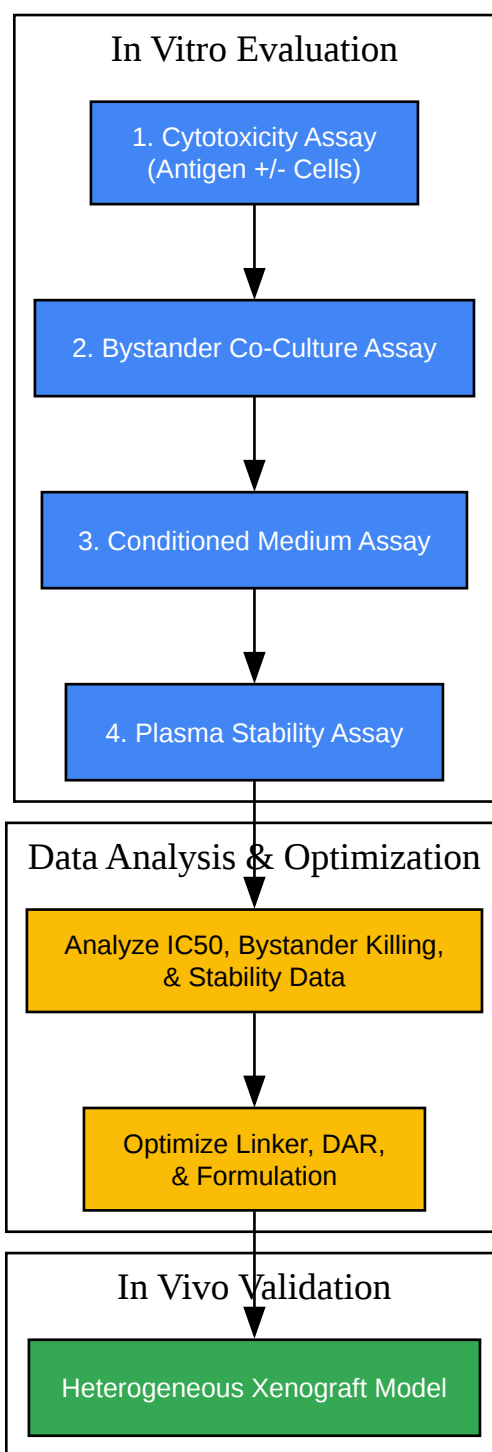 In Vitro Evaluation
1. Cytotoxicity Assay
(Antigen +/- Cells)
2. Bystander Co-Culture Assay
3. Conditioned Medium Assay
4. Plasma Stability Assay
Data Analysis & Optimization
Analyze IC50, Bystander Killing,
& Stability Data
Optimize Linker, DAR,
& Formulation
In Vivo Validation
Heterogeneous Xenograft Model